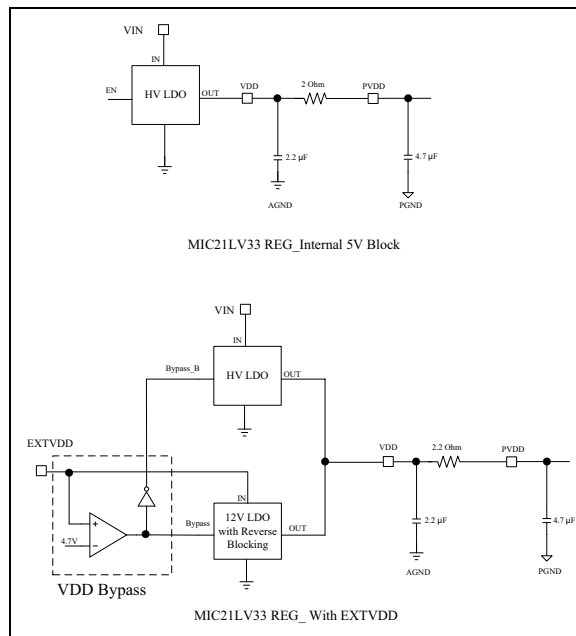 VIN
IN
EN
HV LDO
OUT
VDD
2 Ohm
PVDD
2.2 µF
4.7 µF
AGND
PGND
MIC21LV33 REG_Internal 5V Block
VIN
IN
Bypass_B
HV LDO
OUT
EXTVDD
VDD
2.2 Ohm
PVDD
IN
+
4.7V
−
Bypass
12V LDO
with Reverse
Blocking
OUT
2.2 µF
4.7 µF
AGND
PGND
VDD Bypass
MIC21LV33 REG_ With EXTVDD